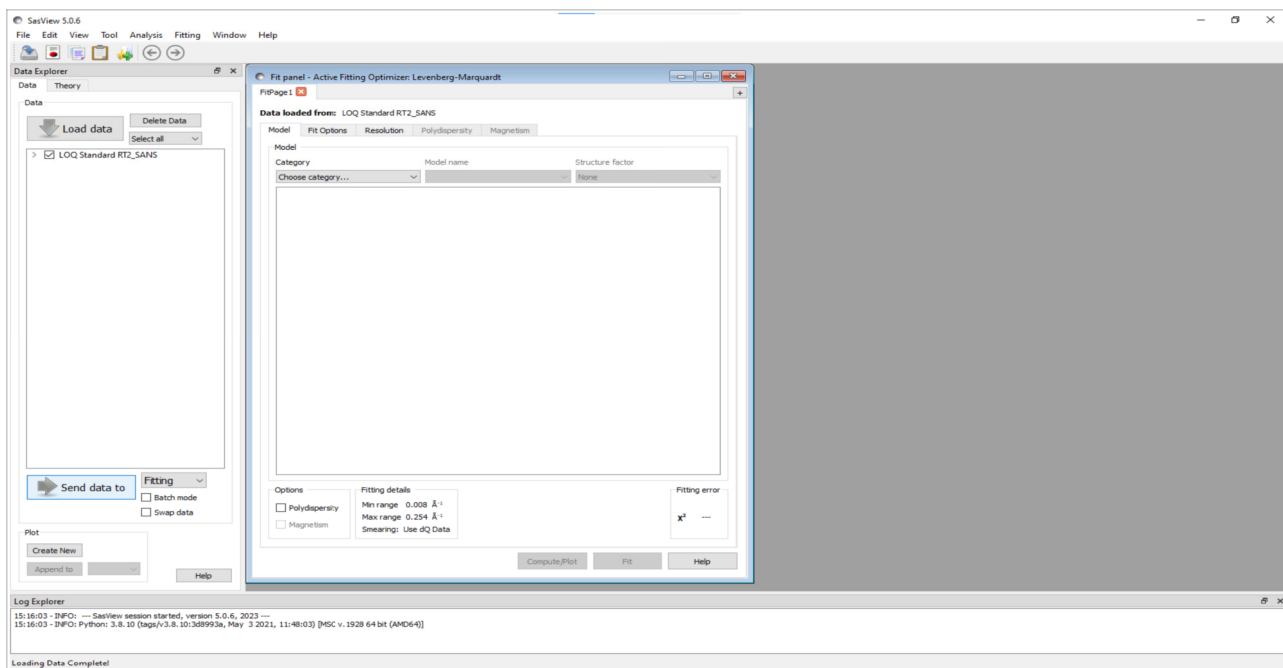 SasView 5.0.6
File Edit View Tool Analysis Fitting Window Help
Data Explorer
Data Theory
Data
Load data
Delete Data
Select all
LOQ Standard RT2_SANS
Send data to
Fitting
Batch mode
Swap data
Plot
Create New
Append to
Help
Fit panel - Active Fitting Optimizer: Levenberg-Marquardt
FitPage1
+
Data loaded from: LOQ Standard RT2_SANS
Model Fit Options Resolution Polydispersity Magnetism
Model
Category Model name Structure factor
Choose category... None
Options
Polydispersity
Magnetism
Fitting details
Min range 0.008 Å⁻¹
Max range 0.254 Å⁻¹
Smearing: Use dQ Data
Fitting error
χ² ---
Compute/Plot Fit Help
Log Explorer
15:16:03 - INFO: --- SasView session started, version 5.0.6, 2023 ---
15:16:03 - INFO: Python: 3.8.10 (tags/v3.8.10:3d8993a, May 3 2021, 11:48:03) [MSC v.1928 64 bit (AMD64)]
Loading Data Complete!